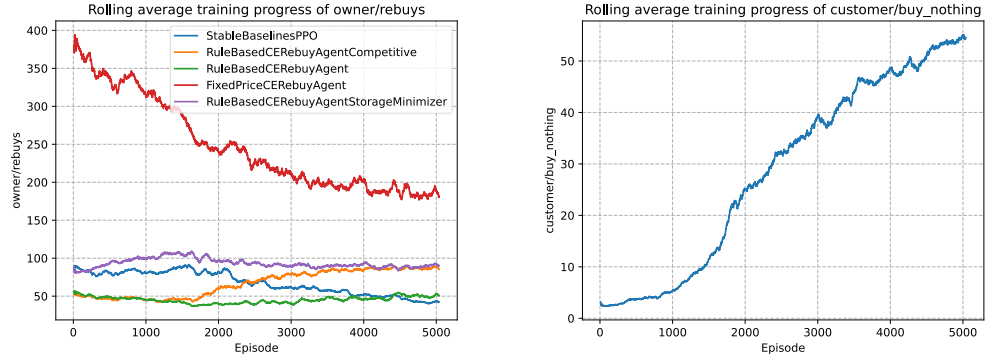 Rolling average training progress of owner/rebuys
owner/rebuys
400
350
300
250
200
150
100
50
StableBaselinesPPO
RuleBasedCERebuyAgentCompetitive
RuleBasedCERebuyAgent
FixedPriceCERebuyAgent
RuleBasedCERebuyAgentStorageMinimizer
0 1000 2000 3000 4000 5000
Episode
Rolling average training progress of customer/buy_nothing
customer/buy_nothing
50
40
30
20
10
0
0 1000 2000 3000 4000 5000
Episode